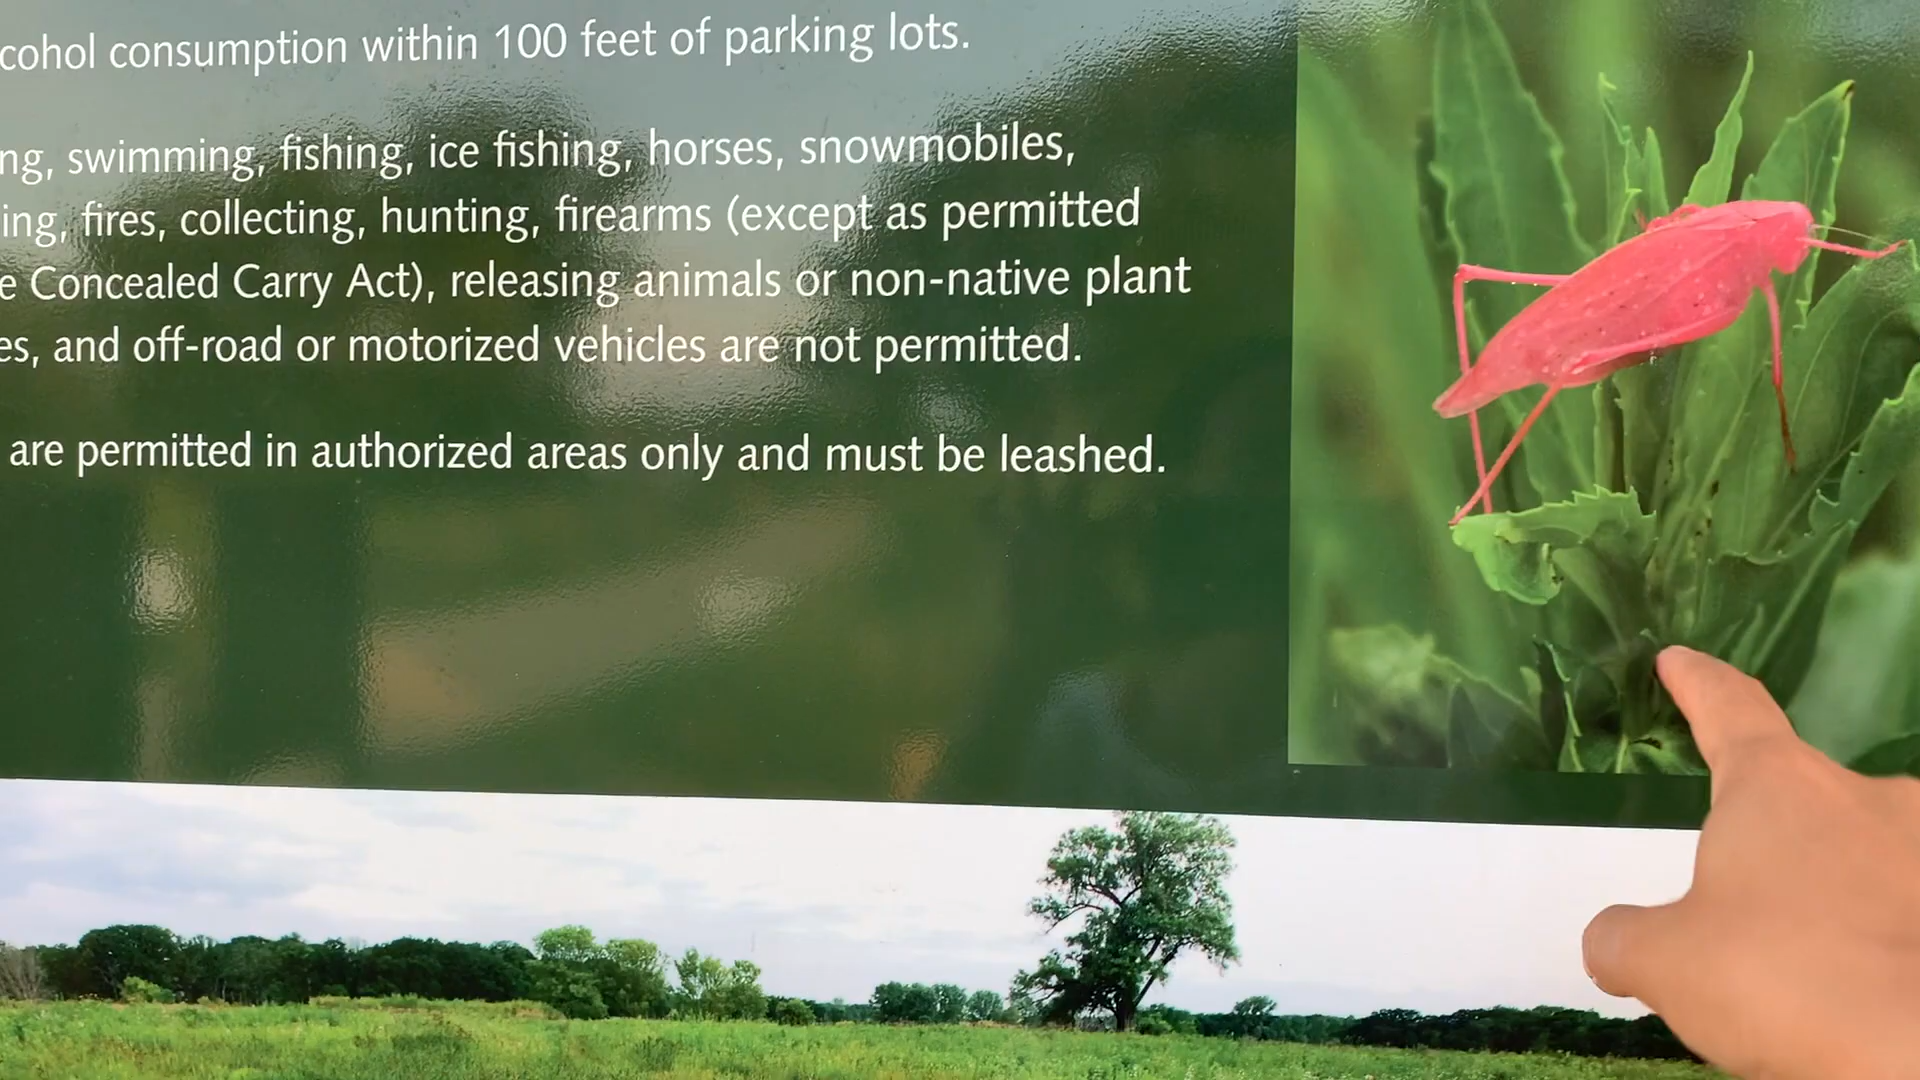 cohol consumption within 100 feet of parking lots.
ng, swimming, fishing, ice fishing, horses, snowmobiles,
ing, fires, collecting, hunting, firearms (except as permitted
e Concealed Carry Act), releasing animals or non-native plant
es, and off-road or motorized vehicles are not permitted.
are permitted in authorized areas only and must be leashed.